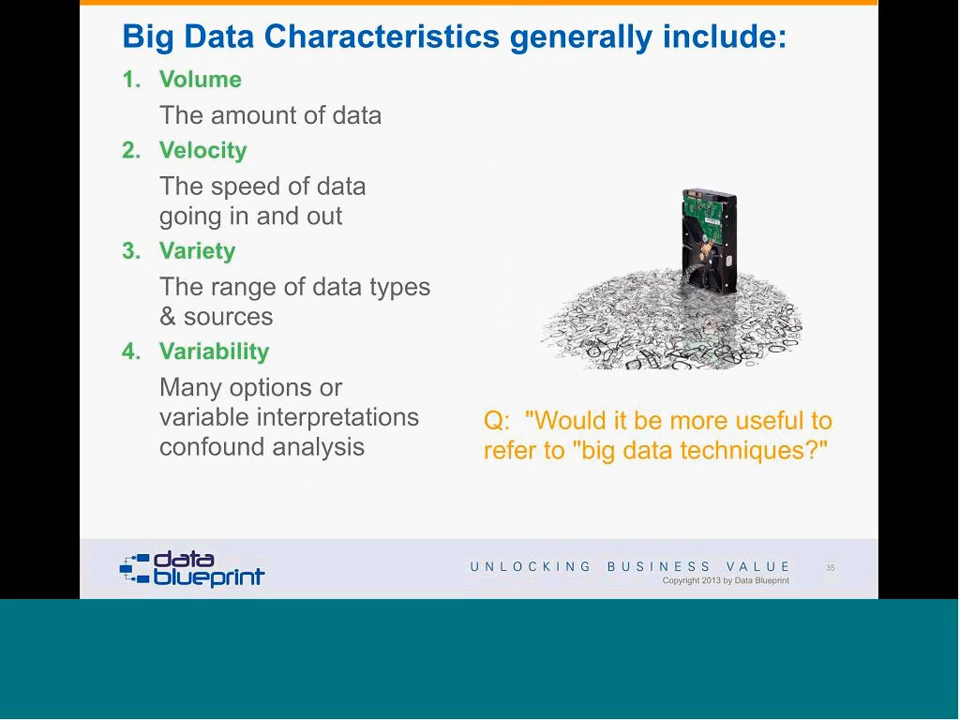 Big Data Characteristics generally include:
1. Volume
The amount of data
2. Velocity
The speed of data
going in and out
3. Variety
The range of data types
& sources
4. Variability
Many options or
variable interpretations
confound analysis
Q: "Would it be more useful to
refer to "big data techniques?"
data
blueprint
UNLOCKING BUSINESS VALUE
Copyright 2013 by Data Blueprint
35